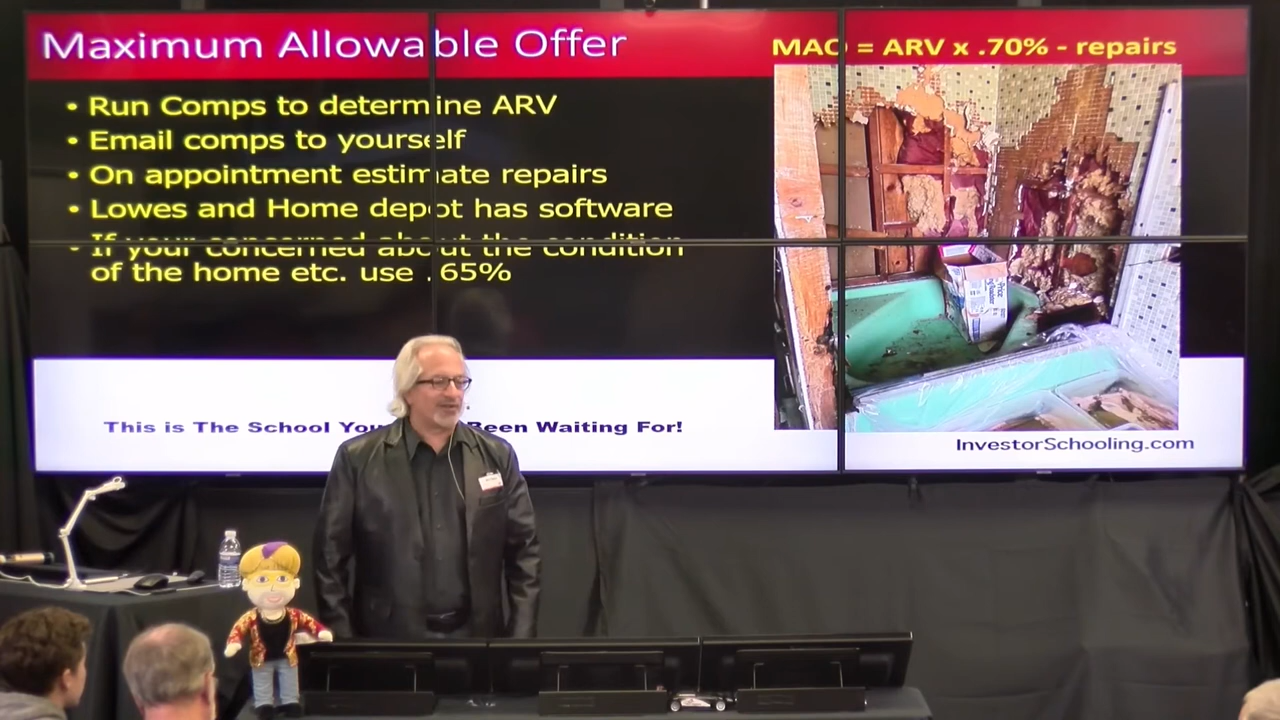 Maximum Allowable Offer
MAO = ARV x .70% - repairs
• Run Comps to determine ARV
• Email comps to yourself
• On appointment estimate repairs
• Lowes and Home depot has software
• If your concerned about the condition
of the home etc. use .65%
This is The School You Been Waiting For!
InvestorSchooling.com